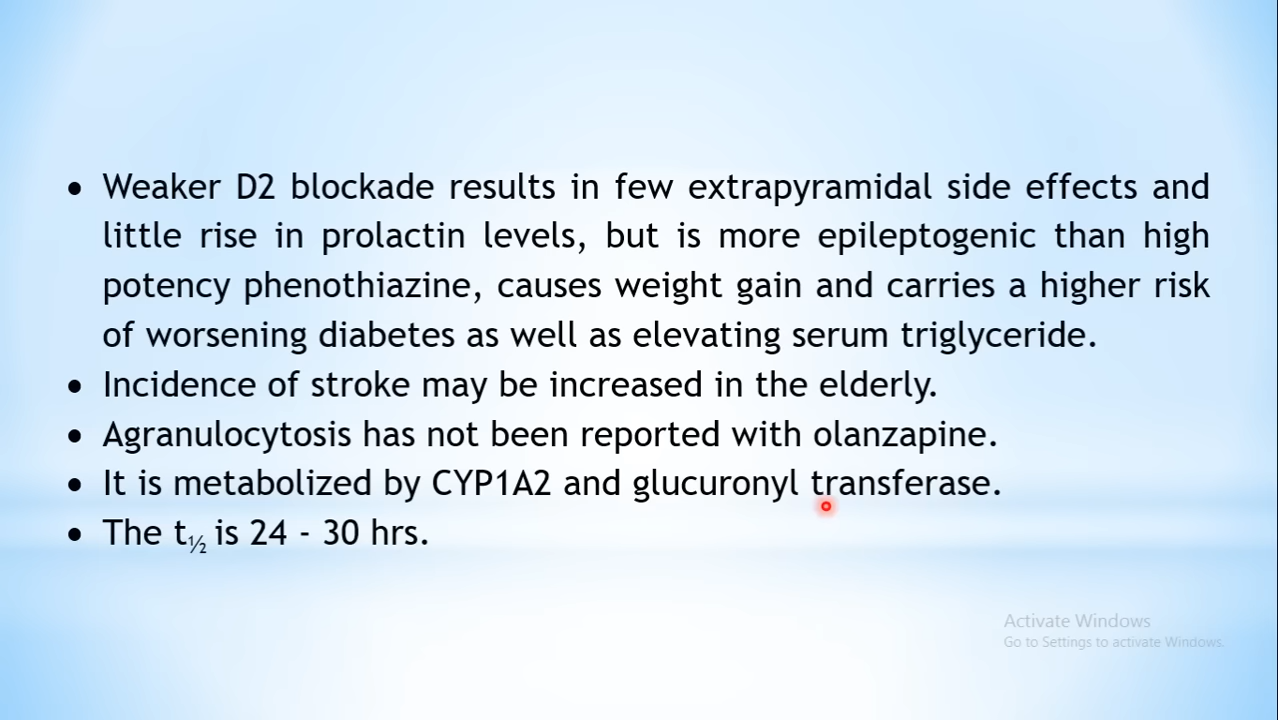 • Weaker D2 blockade results in few extrapyramidal side effects and
little rise in prolactin levels, but is more epileptogenic than high
potency phenothiazine, causes weight gain and carries a higher risk
of worsening diabetes as well as elevating serum triglyceride.
• Incidence of stroke may be increased in the elderly.
• Agranulocytosis has not been reported with olanzapine.
• It is metabolized by CYP1A2 and glucuronyl transferase.
• The t½ is 24 - 30 hrs.
Activate Windows
Go to Settings to activate Windows.